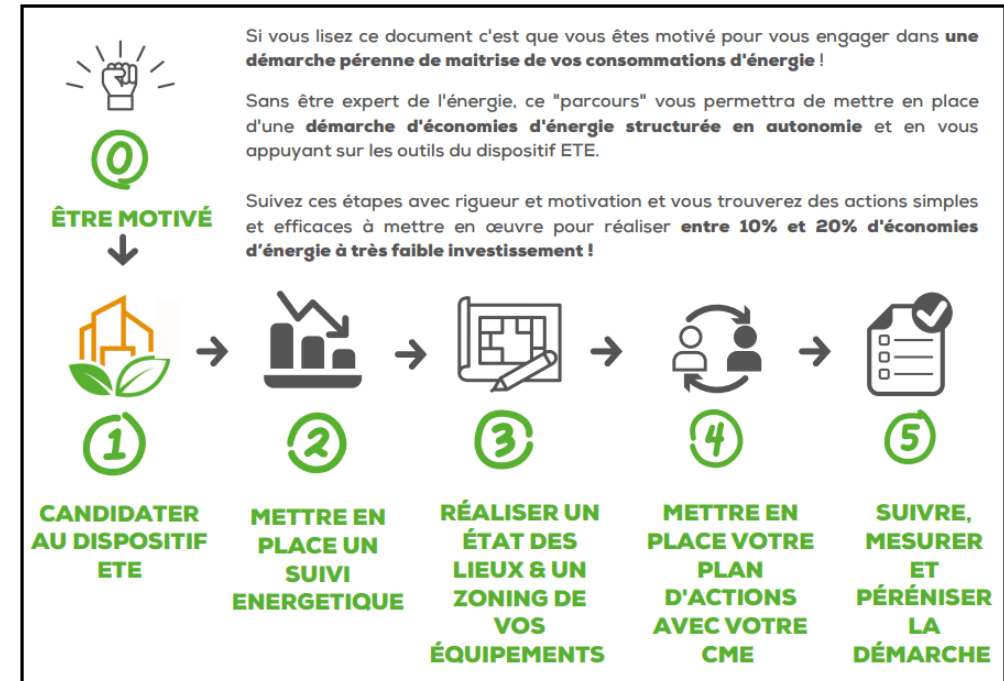 Si vous lisez ce document c'est que vous êtes motivé pour vous engager dans une
démarche pérenne de maitrise de vos consommations d'énergie !
Sans être expert de l'énergie, ce "parcours" vous permettra de mettre en place
d'une démarche d'économies d'énergie structurée en autonomie et en vous
appuyant sur les outils du dispositif ETE.
Suivez ces étapes avec rigueur et motivation et vous trouverez des actions simples
et efficaces à mettre en œuvre pour réaliser entre 10% et 20% d'économies
d'énergie à très faible investissement !
0
ÊTRE MOTIVÉ
1
CANDIDATER
AU DISPOSITIF
ETE
2
METTRE EN
PLACE UN
SUIVI
ENERGETIQUE
3
RÉALISER UN
ÉTAT DES
LIEUX & UN
ZONING DE
VOS
ÉQUIPEMENTS
4
METTRE EN
PLACE VOTRE
PLAN
D'ACTIONS
AVEC VOTRE
CME
5
SUIVRE,
MESURER
ET
PÉRÉNISER
LA
DÉMARCHE